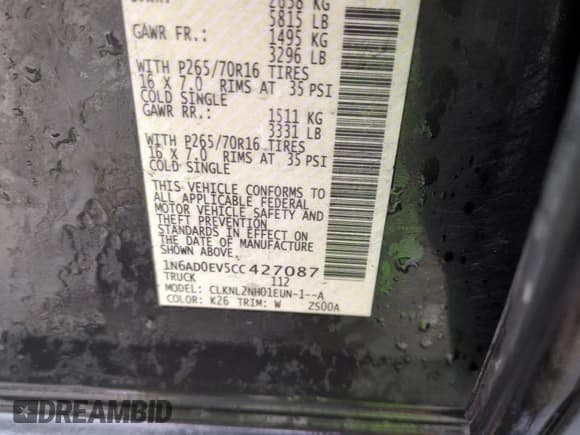 2638 KG
5815 LB
GAWR FR.: 1495 KG
3296 LB
WITH P265/70R16 TIRES
16 X 7.0 RIMS AT 35 PSI
COLD SINGLE
GAWR RR.: 1511 KG
3331 LB
WITH P265/70R16 TIRES
16 X 7.0 RIMS AT 35 PSI
COLD SINGLE
THIS VEHICLE CONFORMS TO
ALL APPLICABLE FEDERAL
MOTOR VEHICLE SAFETY AND
THEFT PREVENTION
STANDARDS IN EFFECT ON
THE DATE OF MANUFACTURE
SHOWN ABOVE.
1N6AD0EV5CC427087
TRUCK 112
MODEL: CLKNL2NH01EUN-1--A
COLOR: K26 TRIM: W ZS00A
DREAMBID